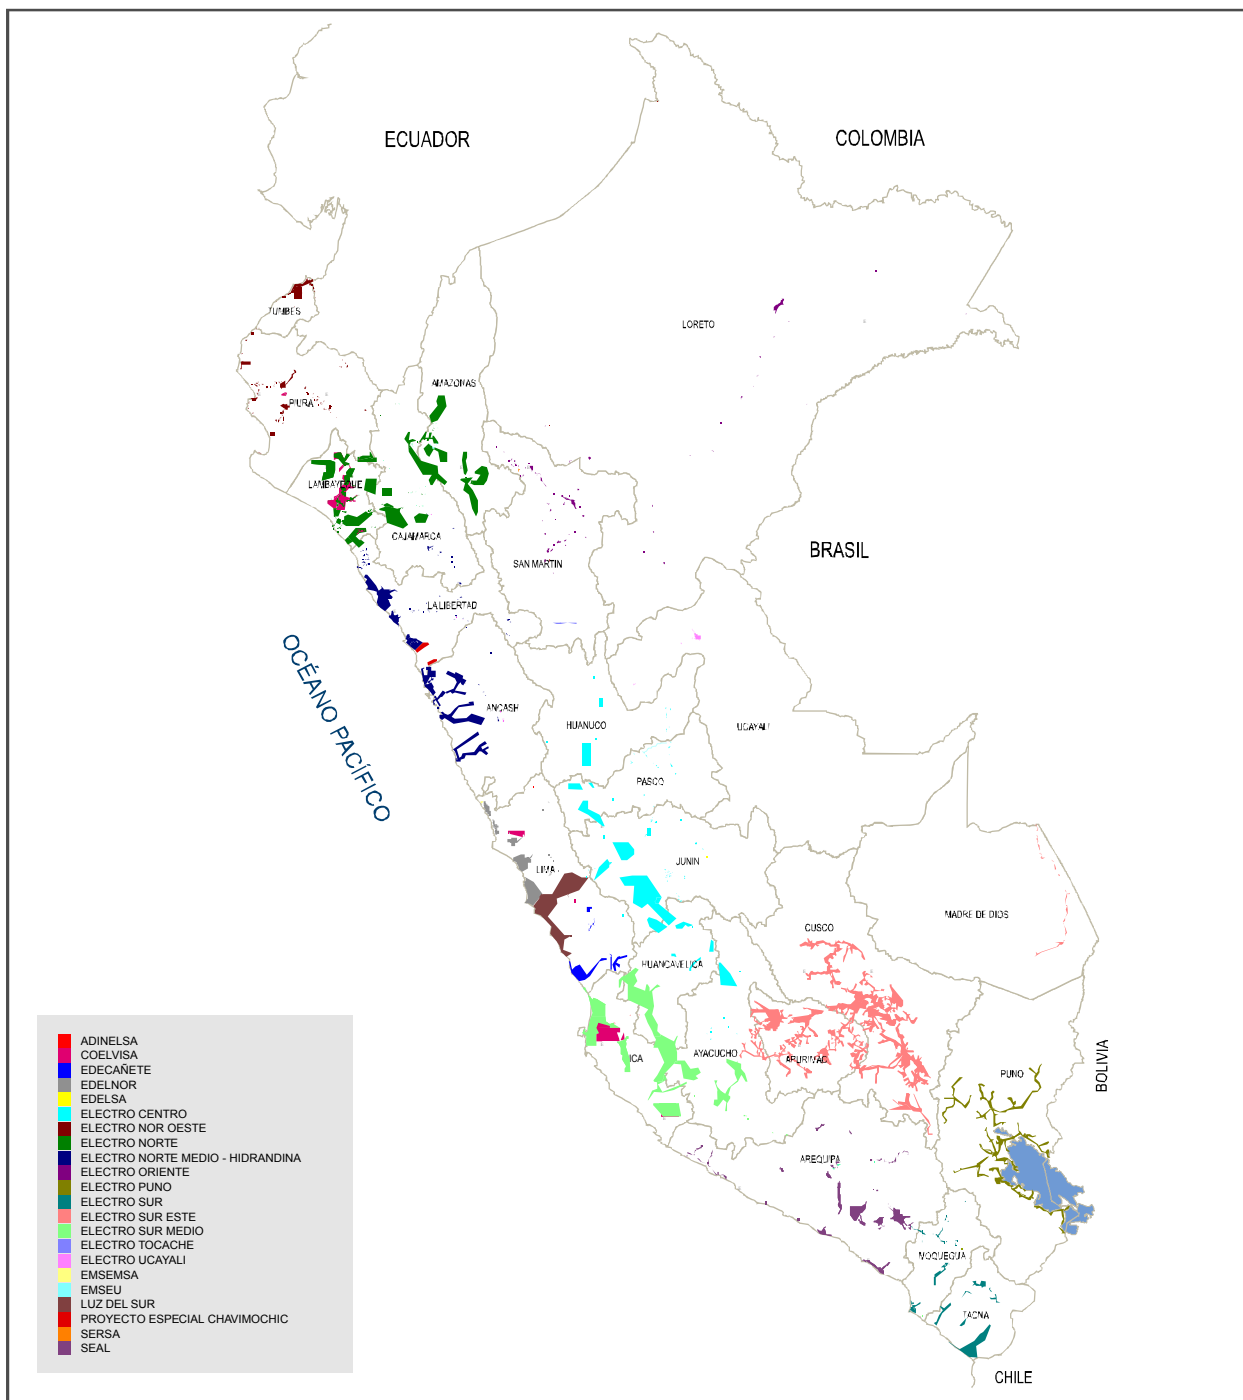 ECUADOR
COLOMBIA
TUMBES
LORETO
AMAZONAS
PIURA
LAMBAYEQUE
CAJAMARCA
BRASIL
SAN MARTIN
LA LIBERTAD
OCÉANO PACÍFICO
ANCASH
HUANUCO
UCAYALI
PASCO
LIMA
JUNIN
MADRE DE DIOS
CUSCO
HUANCAVELICA
ICA
AYACUCHO
APURIMAC
PUNO
BOLIVIA
AREQUIPA
MOQUEGUA
TACNA
CHILE
ADINELSA
COELVISA
EDECAÑETE
EDELNOR
EDELSA
ELECTRO CENTRO
ELECTRO NOR OESTE
ELECTRO NORTE
ELECTRO NORTE MEDIO - HIDRANDINA
ELECTRO ORIENTE
ELECTRO PUNO
ELECTRO SUR
ELECTRO SUR ESTE
ELECTRO SUR MEDIO
ELECTRO TOCACHE
ELECTRO UCAYALI
EMSEMSA
EMSEU
LUZ DEL SUR
PROYECTO ESPECIAL CHAVIMOCHIC
SERSA
SEAL